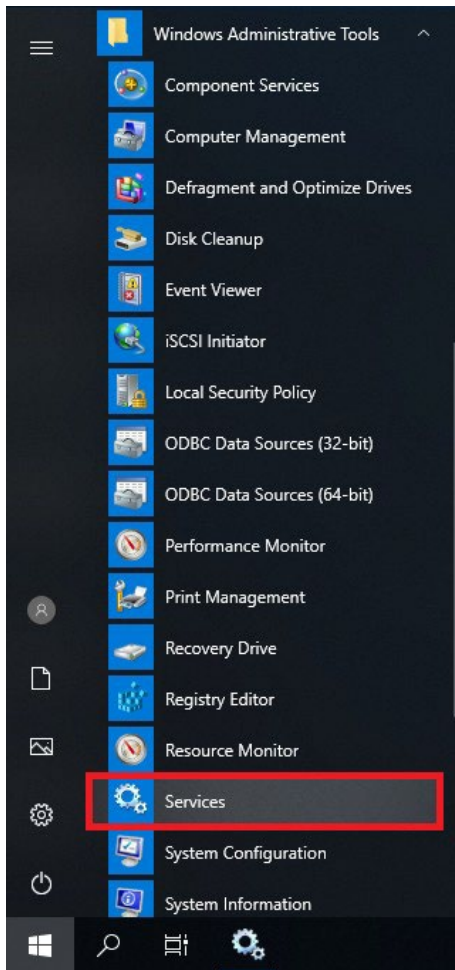 Windows Administrative Tools
Component Services
Computer Management
Defragment and Optimize Drives
Disk Cleanup
Event Viewer
iSCSI Initiator
Local Security Policy
ODBC Data Sources (32-bit)
ODBC Data Sources (64-bit)
Performance Monitor
Print Management
Recovery Drive
Registry Editor
Resource Monitor
Services
System Configuration
System Information